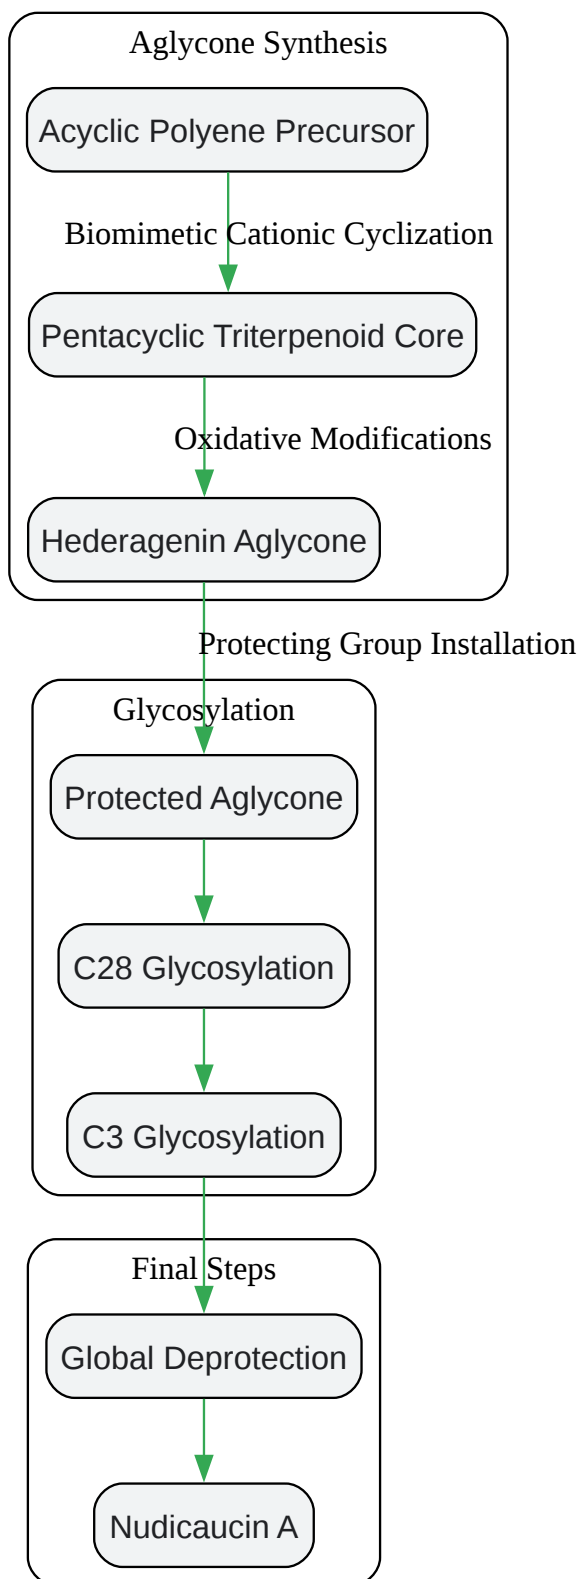 Aglycone Synthesis
Acyclic Polyene Precursor
Biomimetic Cationic Cyclization
Pentacyclic Triterpenoid Core
Oxidative Modifications
Hederagenin Aglycone
Protecting Group Installation
Glycosylation
Protected Aglycone
C28 Glycosylation
C3 Glycosylation
Final Steps
Global Deprotection
Nudicaucin A